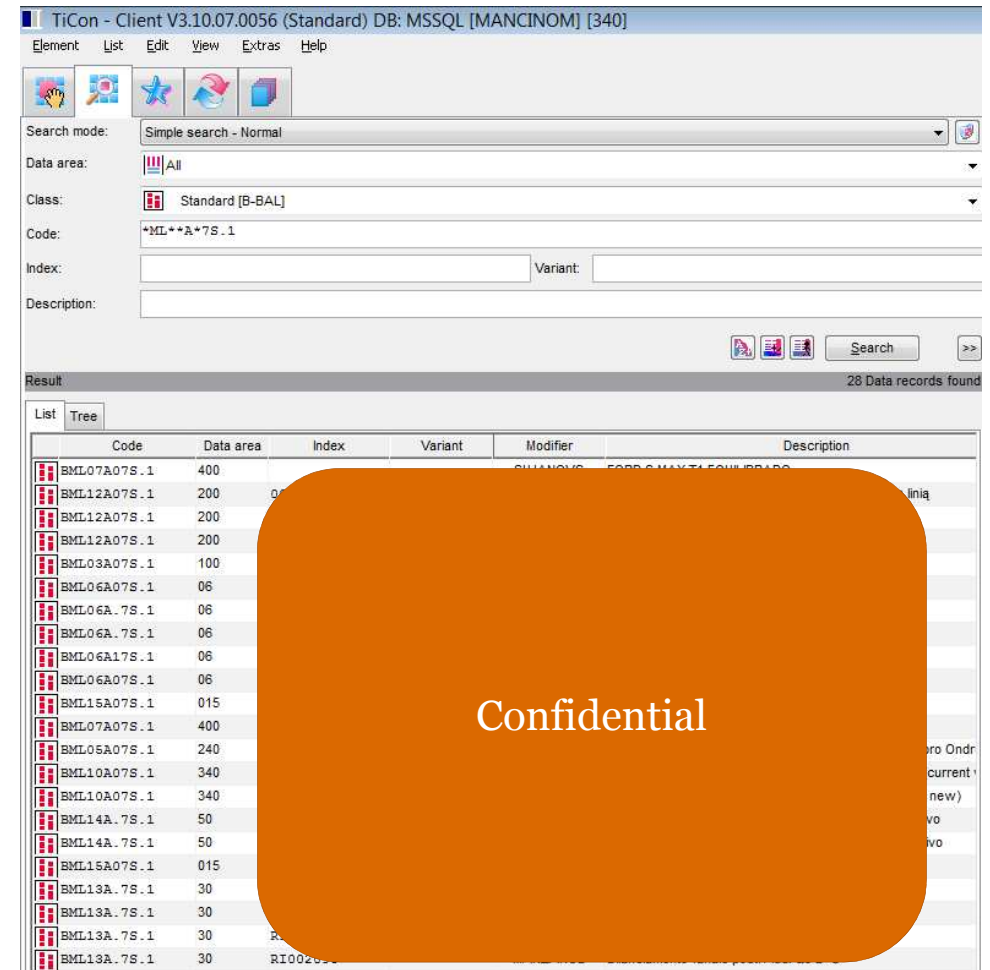 TiCon - Client V3.10.07.0056 (Standard) DB: MSSQL [MANCINOM] [340]
Element List Edit View Extras Help
Search mode: Simple search - Normal
Data area: All
Class: Standard [B-BAL]
Code: *ML**A*7S.1
Index: Variant:
Description:
Search >>
Result 28 Data records found
List Tree
Code Data area Index Variant Modifier Description
BML07A07S.1 400
BML12A07S.1 200 linią
BML12A07S.1 200
BML12A07S.1 200
BML03A07S.1 100
BML06A07S.1 06
BML06A.7S.1 06
BML06A.7S.1 06
BML06A17S.1 06
BML06A07S.1 06
BML15A07S.1 015
Confidential
BML07A07S.1 400
BML05A07S.1 240 Ondr
BML10A07S.1 340 current
BML10A07S.1 340 new)
BML14A.7S.1 50
BML14A.7S.1 50
BML15A07S.1 015
BML13A.7S.1 30
BML13A.7S.1 30
BML13A.7S.1 30
BML13A.7S.1 30